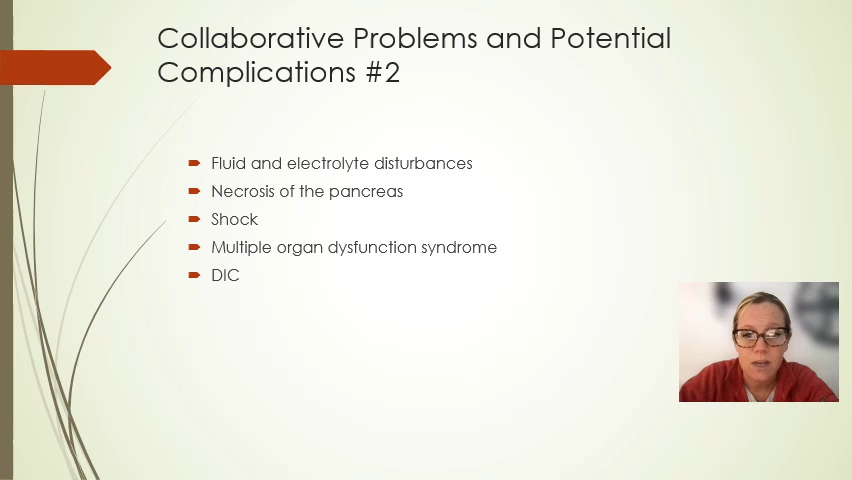 Collaborative Problems and Potential
Complications #2
Fluid and electrolyte disturbances
Necrosis of the pancreas
Shock
Multiple organ dysfunction syndrome
DIC